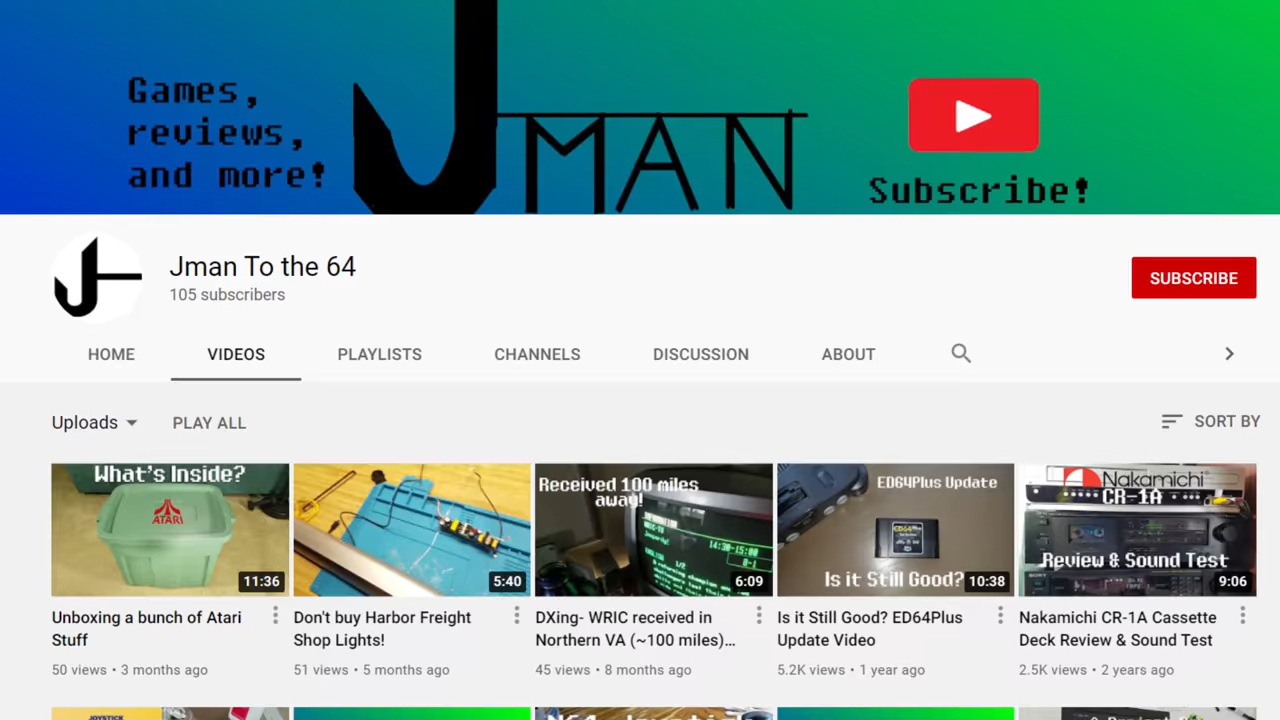 Games,
reviews,
and more!
JMAN
Subscribe!
Jman To the 64
105 subscribers
SUBSCRIBE
HOME
VIDEOS
PLAYLISTS
CHANNELS
DISCUSSION
ABOUT
Uploads
PLAY ALL
SORT BY
What's Inside?
ATARI
11:36
Unboxing a bunch of Atari
Stuff
50 views • 3 months ago
5:40
Don't buy Harbor Freight
Shop Lights!
51 views • 5 months ago
Received 100 miles
away!
14:30-15:00
6:09
DXing- WRIC received in
Northern VA (~100 miles)...
45 views • 8 months ago
ED64Plus Update
Is it Still Good?
10:38
Is it Still Good? ED64Plus
Update Video
5.2K views • 1 year ago
Nakamichi
CR-1A
Review & Sound Test
9:06
Nakamichi CR-1A Cassette
Deck Review & Sound Test
2.5K views • 2 years ago
JOYSTICK